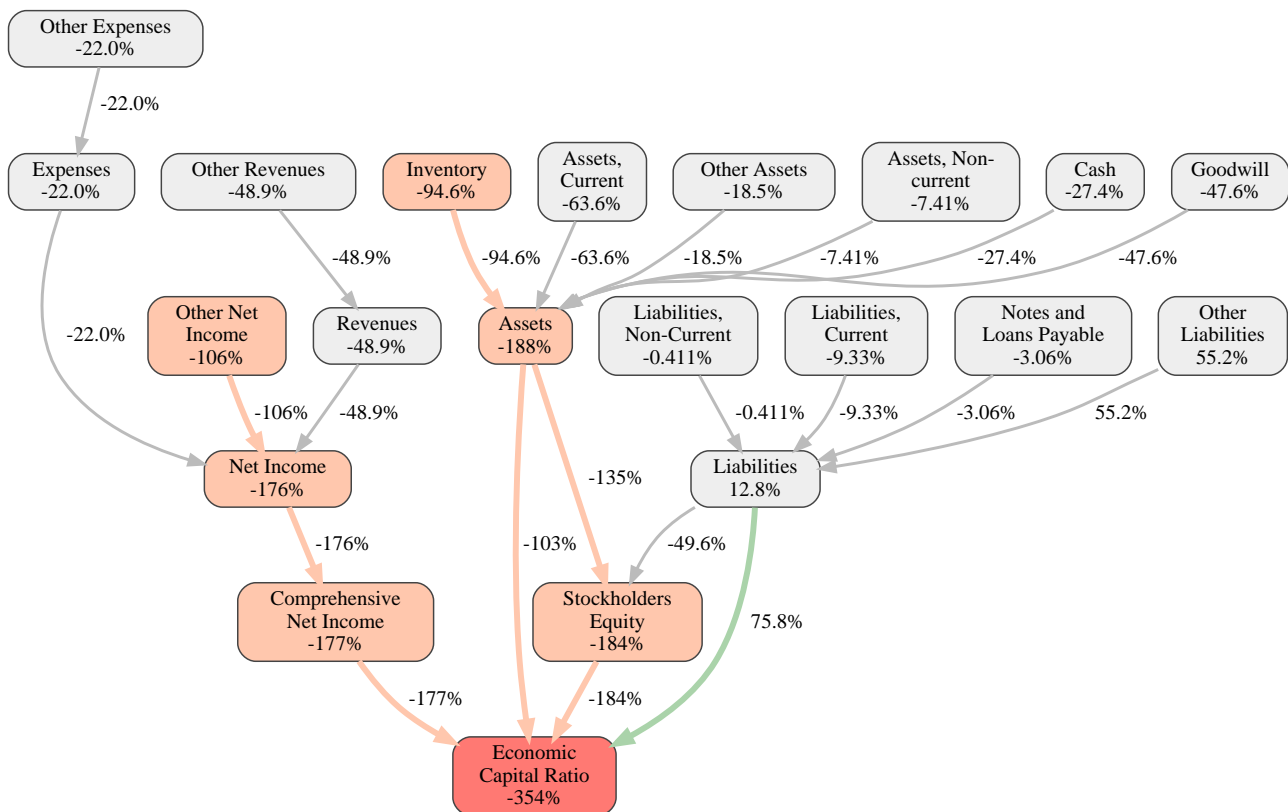 Other Expenses
-22.0%
-22.0%
Expenses
-22.0%
Other Revenues
-48.9%
Inventory
-94.6%
Assets,
Current
-63.6%
Other Assets
-18.5%
Assets, Non-
current
-7.41%
Cash
-27.4%
Goodwill
-47.6%
-48.9%
-94.6%
-63.6%
-18.5%
-7.41%
-27.4%
-47.6%
-22.0%
Other Net
Income
-106%
Revenues
-48.9%
Assets
-188%
Liabilities,
Non-Current
-0.411%
Liabilities,
Current
-9.33%
Notes and
Loans Payable
-3.06%
Other
Liabilities
55.2%
-106%
-48.9%
-0.411%
-9.33%
-3.06%
55.2%
Net Income
-176%
-135%
Liabilities
12.8%
-176%
-103%
-49.6%
Comprehensive
Net Income
-177%
Stockholders
Equity
-184%
75.8%
-177%
-184%
Economic
Capital Ratio
-354%